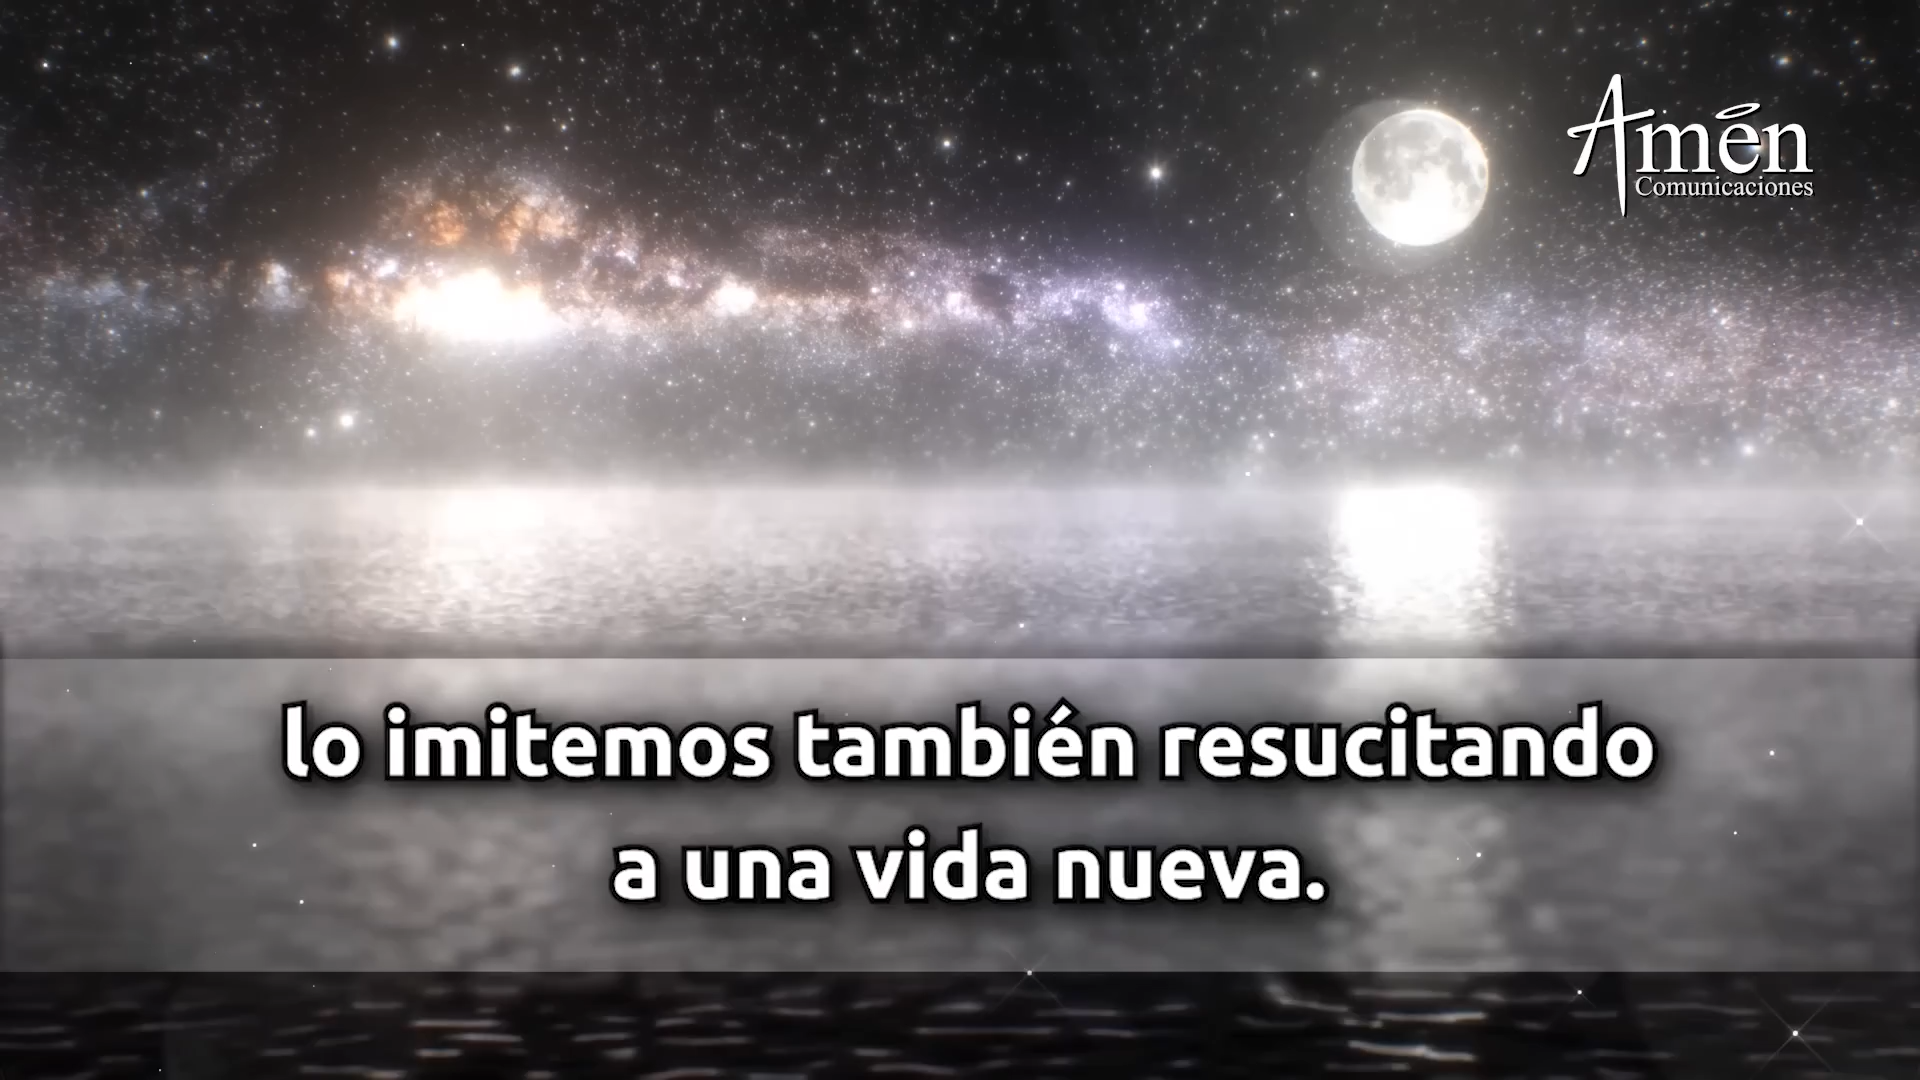 Amén
Comunicaciones
lo imitemos también resucitando
a una vida nueva.